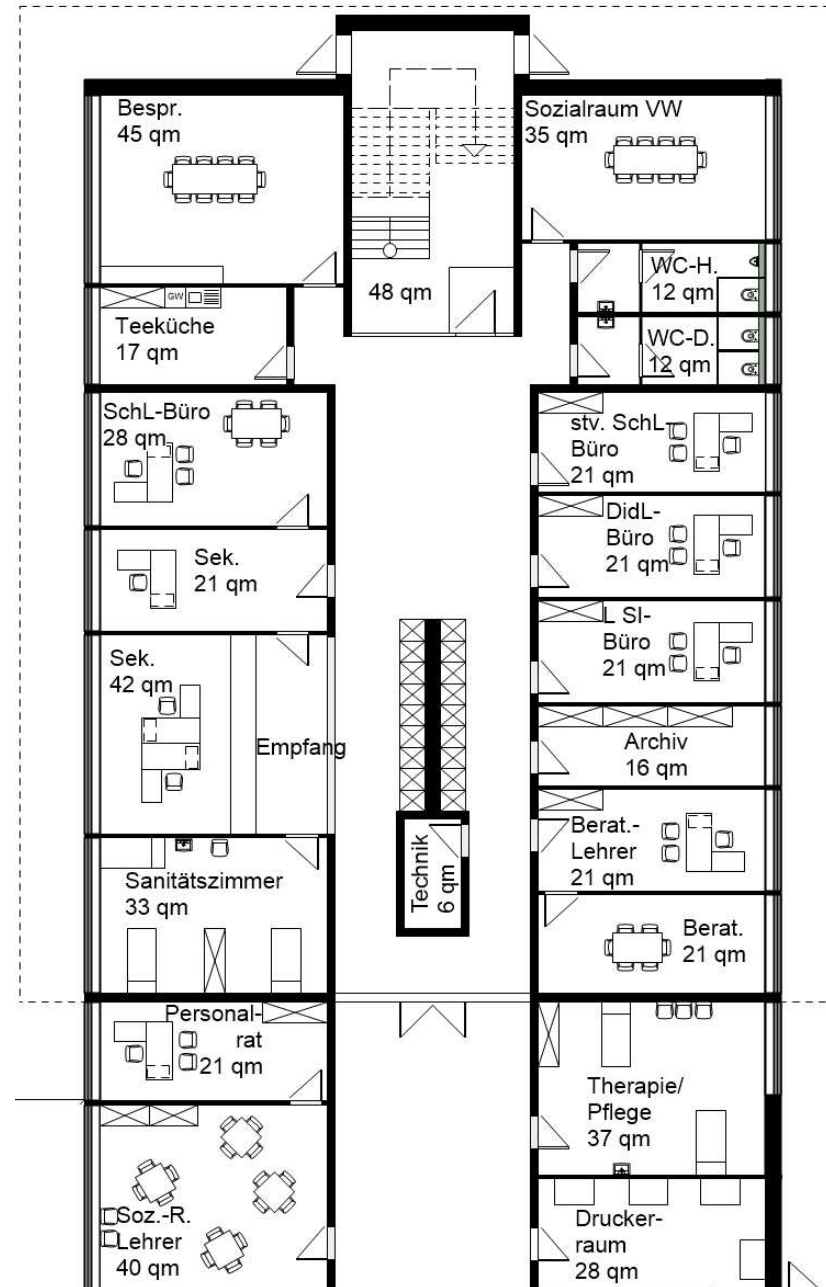 Bespr.
45 qm
Sozialraum VW
35 qm
48 qm
WC-H.
12 qm
GW
Teeküche
17 qm
WC-D.
12 qm
SchL-Büro
28 qm
stv. SchL-
Büro
21 qm
Sek.
21 qm
DidL-
Büro
21 qm
L SI-
Büro
21 qm
Sek.
42 qm
Empfang
Archiv
16 qm
Technik
6 qm
Berat.-
Lehrer
21 qm
Sanitätszimmer
33 qm
Berat.
21 qm
Personal-
rat
21 qm
Therapie/
Pflege
37 qm
Soz.-R.
Lehrer
40 qm
Drucker-
raum
28 qm